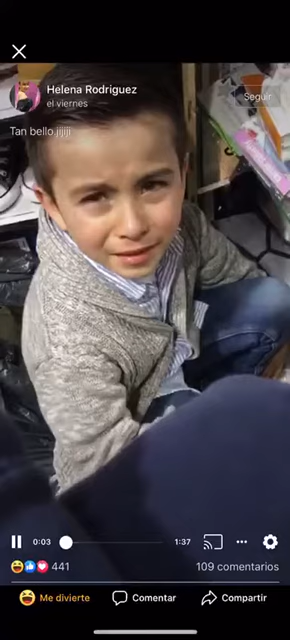 Helena Rodriguez
el viernes
Seguir
Tan bello.jijiji
0:03
1:37
441
109 comentarios
Me divierte
Comentar
Compartir